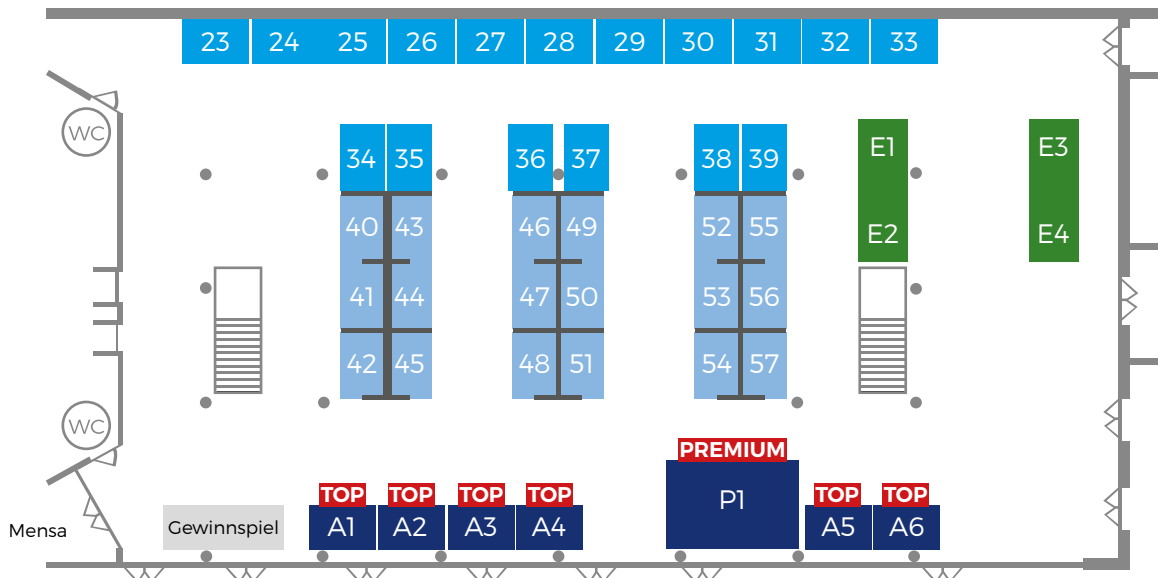 23 24 25 26 27 28 29 30 31 32 33
WC
34 35 36 37 38 39
E1 E3
40 43 46 49 52 55
E2 E4
41 44 47 50 53 56
42 45 48 51 54 57
WC
PREMIUM
P1
TOP TOP TOP TOP TOP TOP
Mensa Gewinnspiel A1 A2 A3 A4 A5 A6